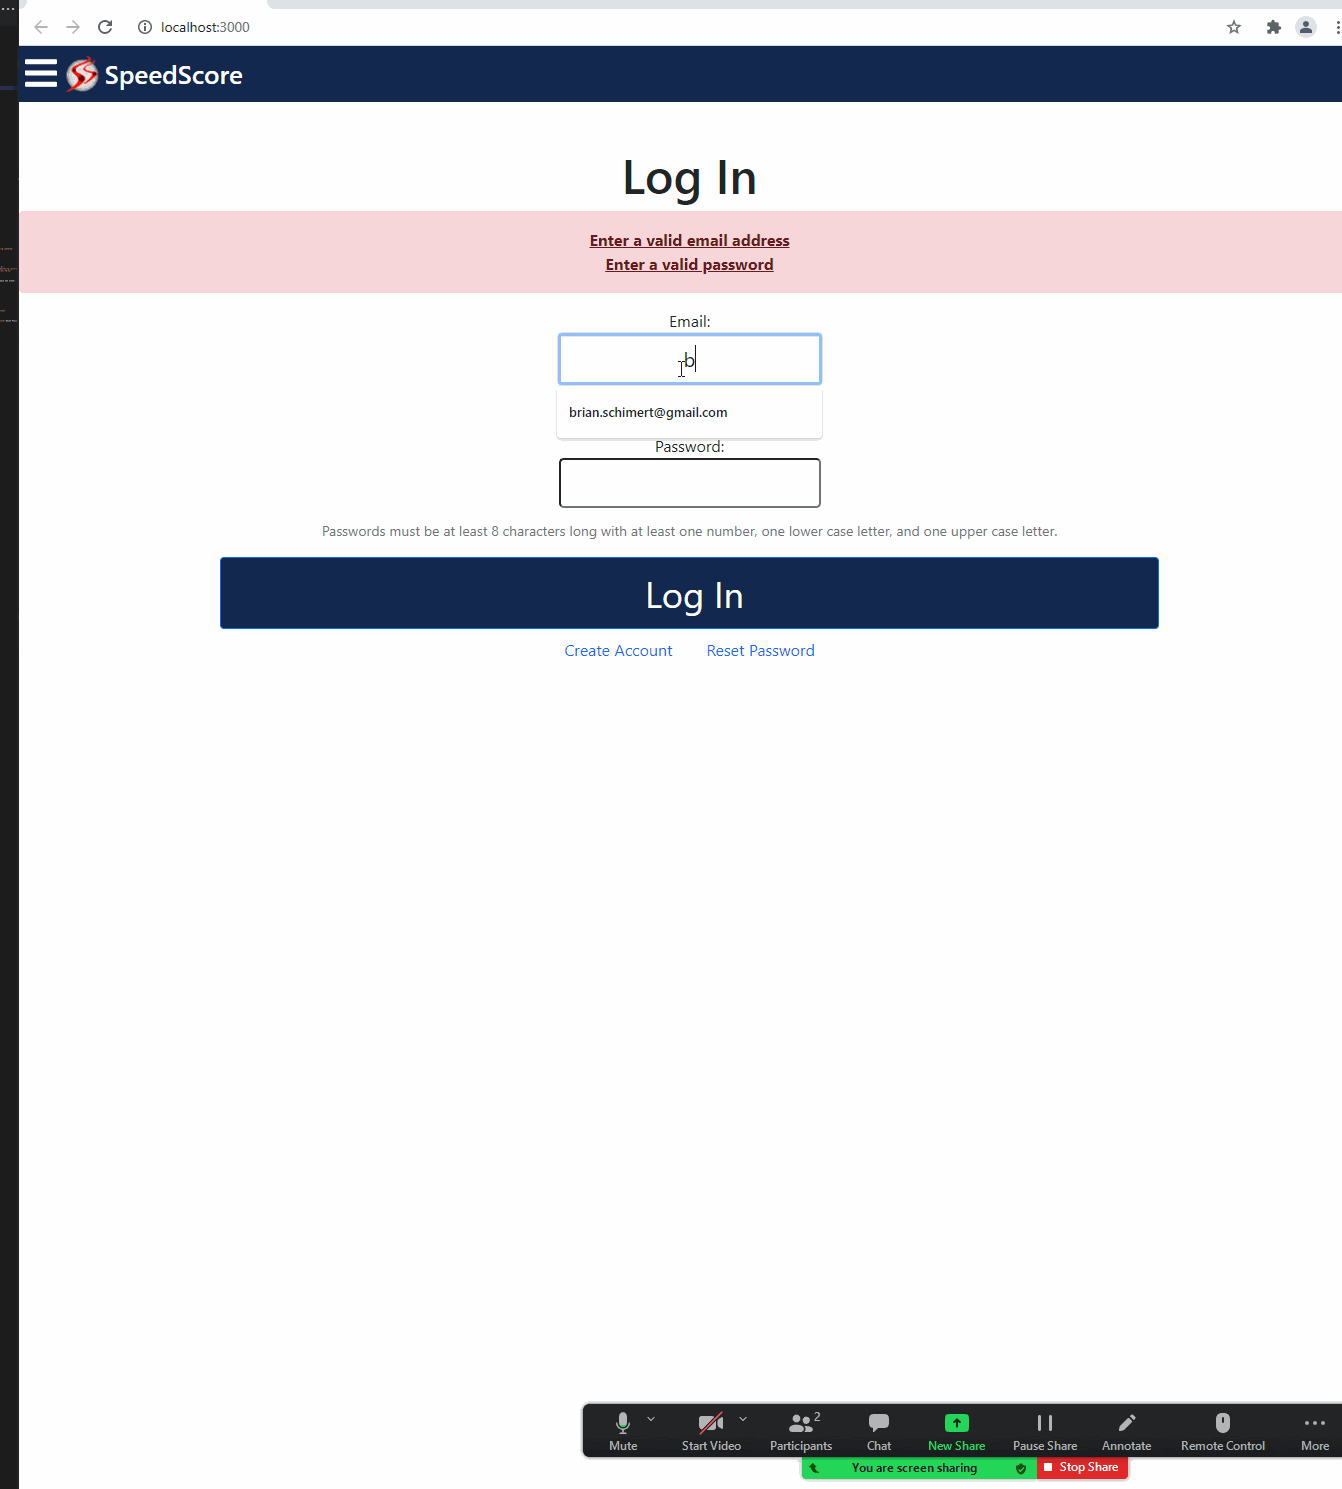 localhost:3000
SpeedScore
Log In
Enter a valid email address
Enter a valid password
Email:
b
brian.schimert@gmail.com
Password:
Passwords must be at least 8 characters long with at least one number, one lower case letter, and one upper case letter.
Log In
Create Account Reset Password
2
Mute Start Video Participants Chat New Share Pause Share Annotate Remote Control More
You are screen sharing Stop Share